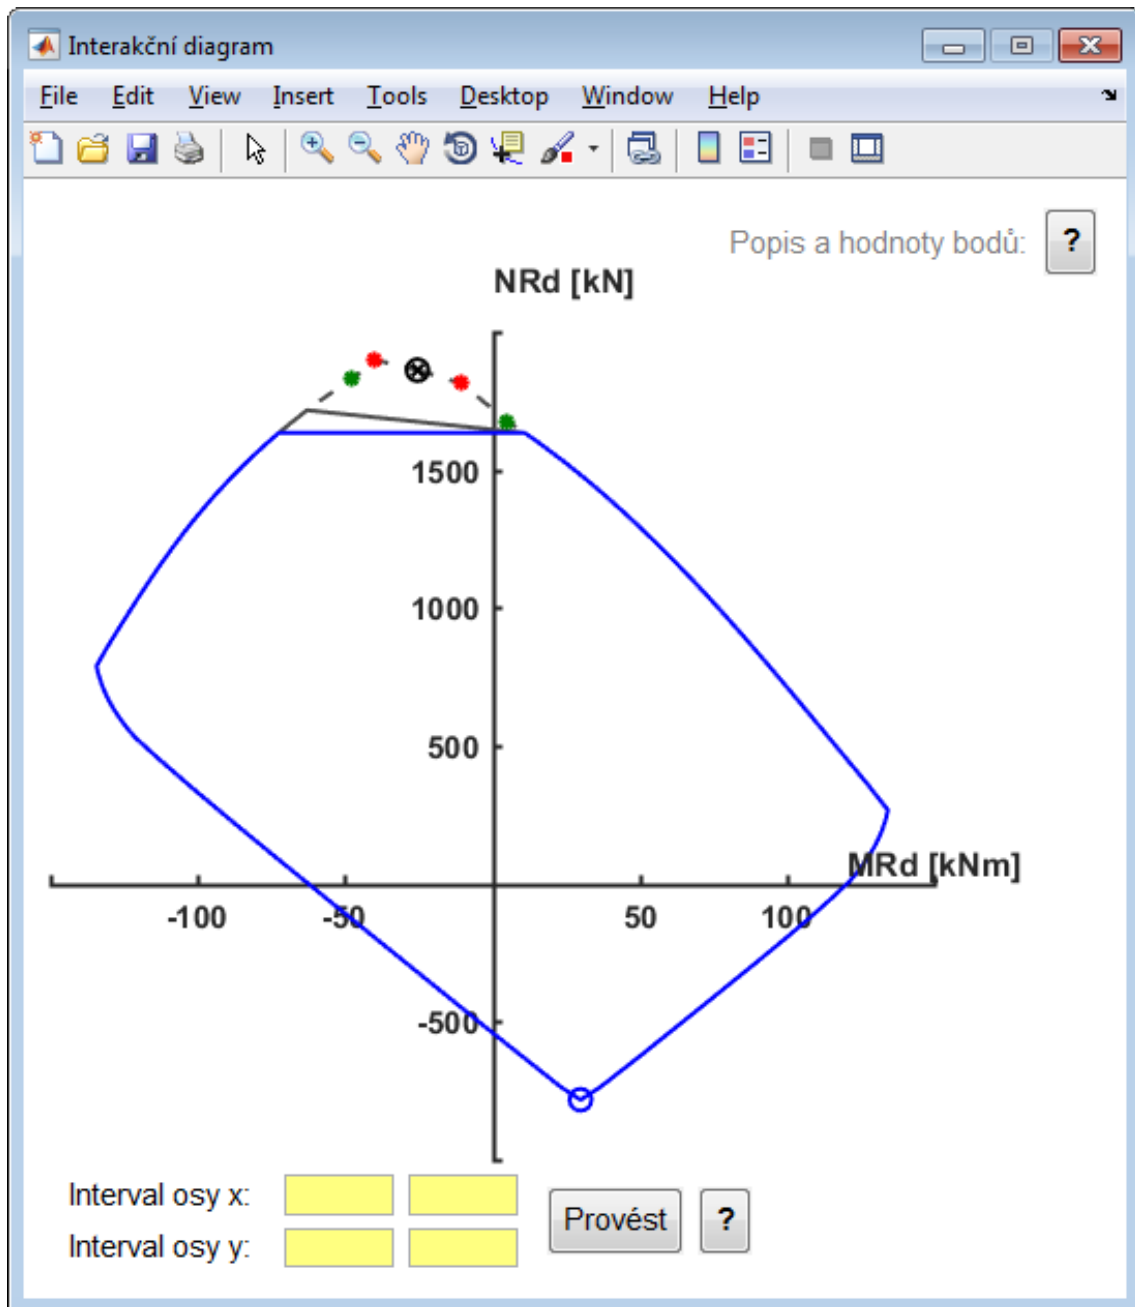 Interakční diagram
File Edit View Insert Tools Desktop Window Help
Popis a hodnoty bodů: ?
NRd [kN]
1500
1000
500
MRd [kNm]
-100 -50 50 100
-500
Interval osy x:
Provést ?
Interval osy y: